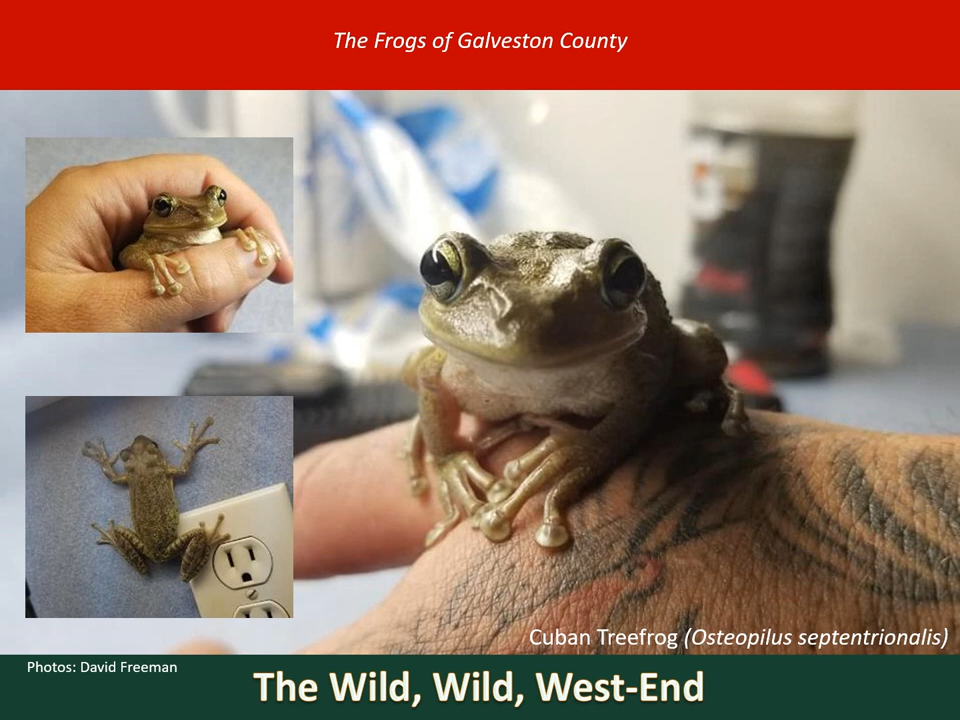 The Frogs of Galveston County
Cuban Treefrog (Osteopilus septentrionalis)
Photos: David Freeman
The Wild, Wild, West-End